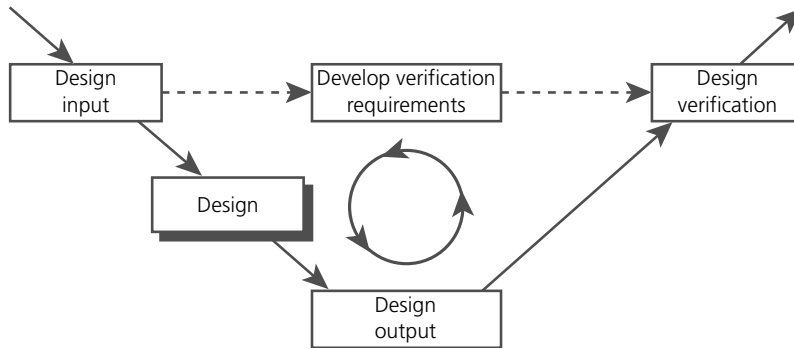 Design
input
Develop verification
requirements
Design
verification
Design
Design
output